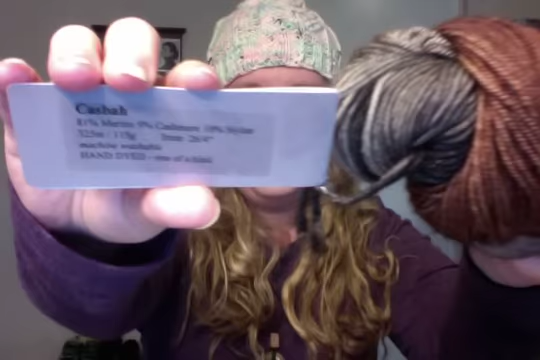 Casbah
81% Merino 9% Cashmere 10% Nylon
325m / 115g
machine washable
HAND DYED - one of a kind